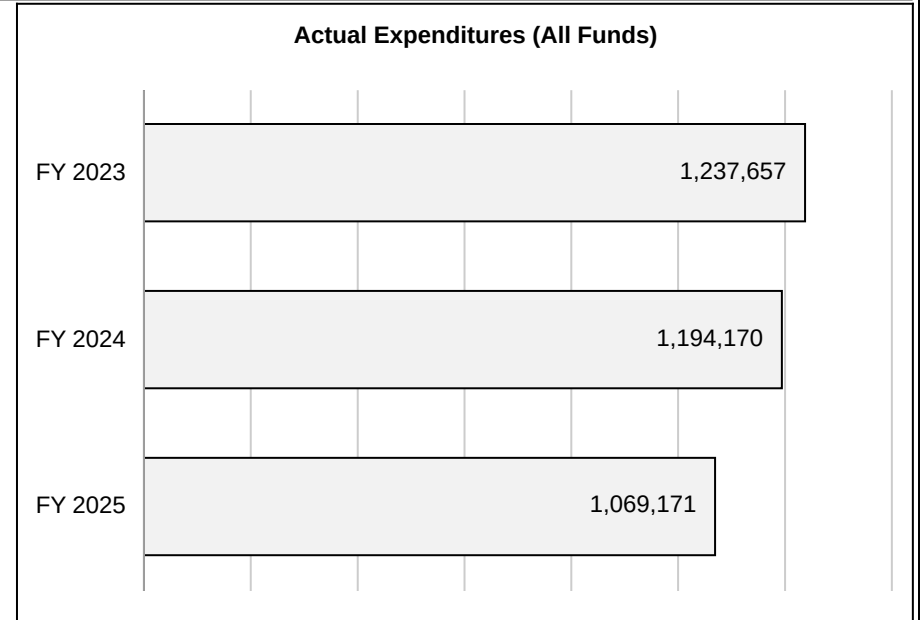 Actual Expenditures (All Funds)
FY 2023 1,237,657
FY 2024 1,194,170
FY 2025 1,069,171